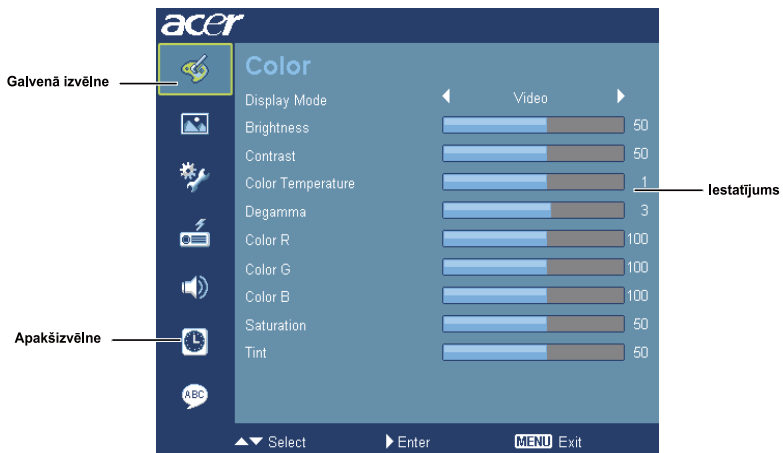 acer
Color
Galvenā izvēlne
Display Mode Video
Brightness 50
Contrast 50
Color Temperature 1
Iestatījums
Degamma 3
Color R 100
Color G 100
Color B 100
Saturation 50
Apakšizvēlne
Tint 50
ABC
Select Enter MENU Exit